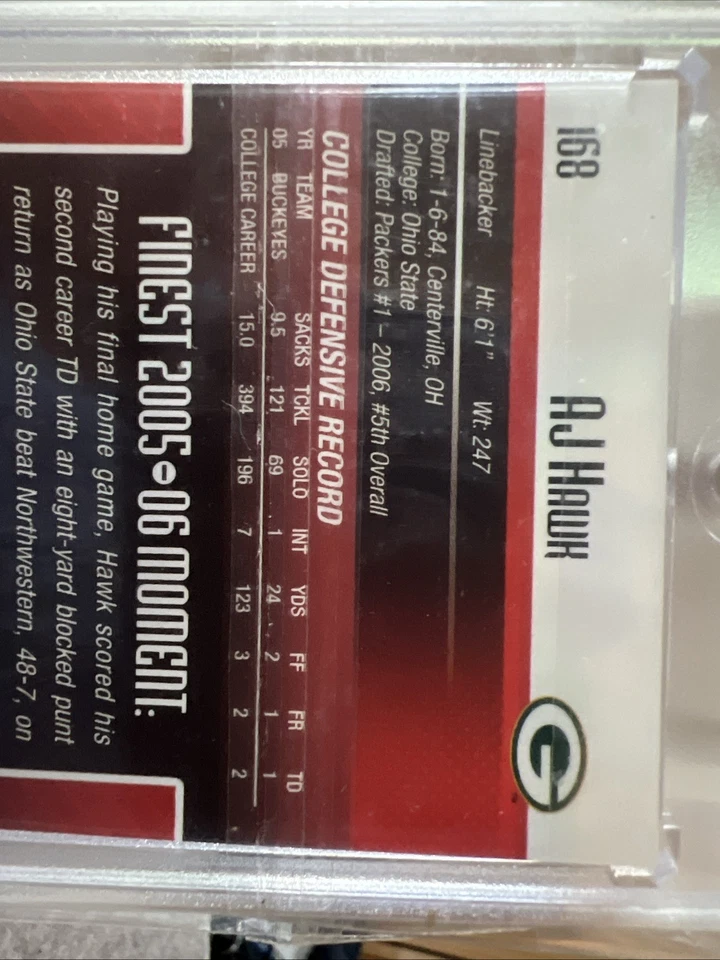 168 AJ HAWK
G
Linebacker Ht: 6'1" Wt: 247
Born: 1-6-84, Centerville, OH
College: Ohio State
Drafted: Packers #1 – 2006, #5th Overall
COLLEGE DEFENSIVE RECORD
YR TEAM SACKS TCKL SOLO INT YDS FF FR TD
05 BUCKEYES 9.5 121 69 1 24 2 1 1
COLLEGE CAREER 15.0 394 196 7 123 3 2 2
FINEST 2005•06 MOMENT:
Playing his final home game, Hawk scored his
second career TD with an eight-yard blocked punt
return as Ohio State beat Northwestern, 48-7, on